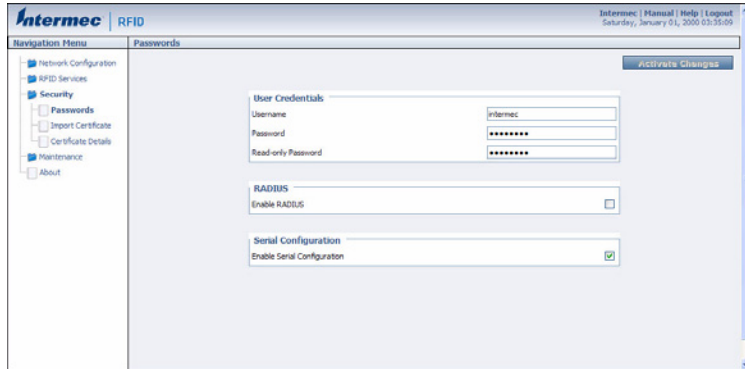 Intermec | RFID
Intermec | Manual | Help | Logout
Saturday, January 01, 2000 03:35:09
Navigation Menu
Passwords
Network Configuration
RFID Services
Security
Passwords
Import Certificate
Certificate Details
Maintenance
About
Activate Changes
User Credentials
Username
intermec
Password
••••••••
Read-only Password
••••••••
RADIUS
Enable RADIUS
Serial Configuration
Enable Serial Configuration